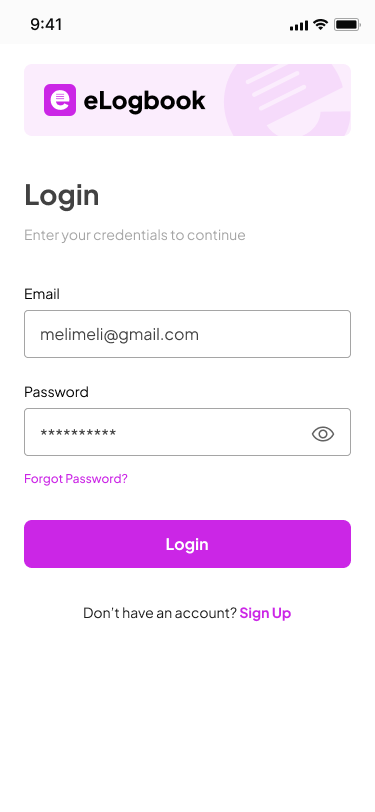 9:41
eLogbook
Login
Enter your credentials to continue
Email
melimeli@gmail.com
Password
**********
Forgot Password?
Login
Don't have an account? Sign Up